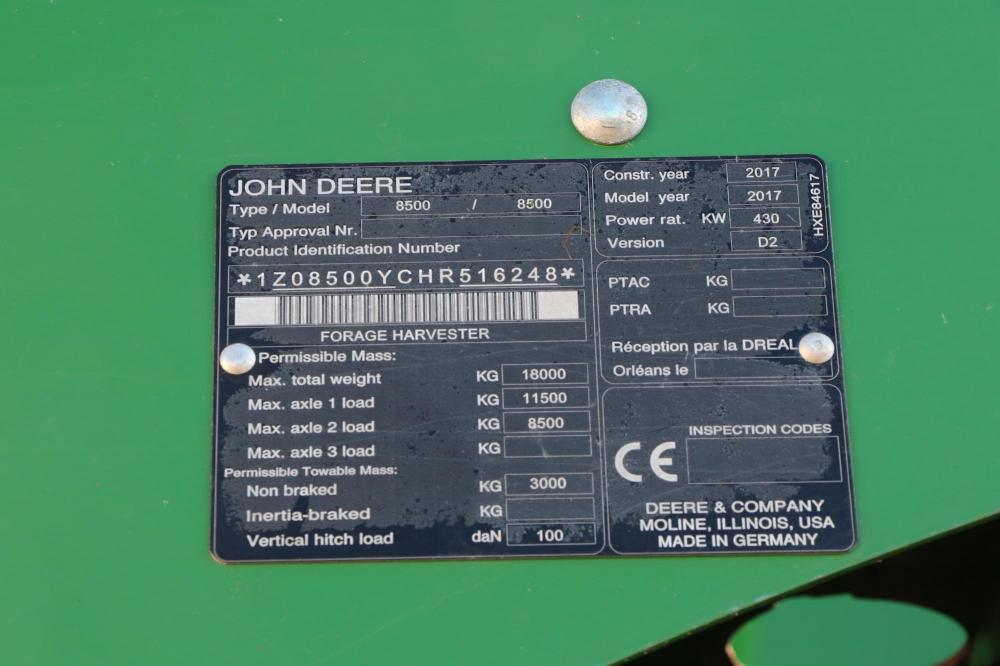 JOHN DEERE
Type / Model 8500 / 8500
Typ Approval Nr.
Product Identification Number
*1Z08500YCHR516248*
FORAGE HARVESTER
Permissible Mass:
Max. total weight KG 18000
Max. axle 1 load KG 11500
Max. axle 2 load KG 8500
Max. axle 3 load KG
Permissible Towable Mass:
Non braked KG 3000
Inertia-braked KG
Vertical hitch load daN 100
Constr. year 2017
Model year 2017
Power rat. KW 430
Version D2
HXE84617
PTAC KG
PTRA KG
Réception par la DREAL
Orléans le
INSPECTION CODES
CE
DEERE & COMPANY
MOLINE, ILLINOIS, USA
MADE IN GERMANY